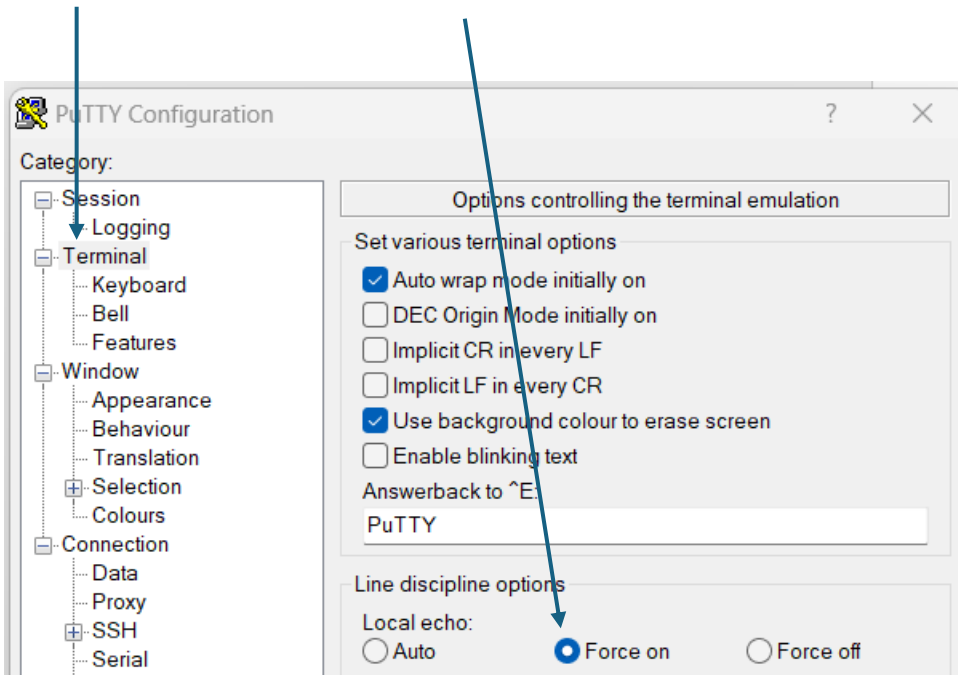 PuTTY Configuration ?
Category:
Session
Logging
Terminal
Keyboard
Bell
Features
Window
Appearance
Behaviour
Translation
Selection
Colours
Connection
Data
Proxy
SSH
Serial
Options controlling the terminal emulation
Set various terminal options
Auto wrap mode initially on
DEC Origin Mode initially on
Implicit CR in every LF
Implicit LF in every CR
Use background colour to erase screen
Enable blinking text
Answerback to ^E:
PuTTY
Line discipline options
Local echo:
Auto Force on Force off